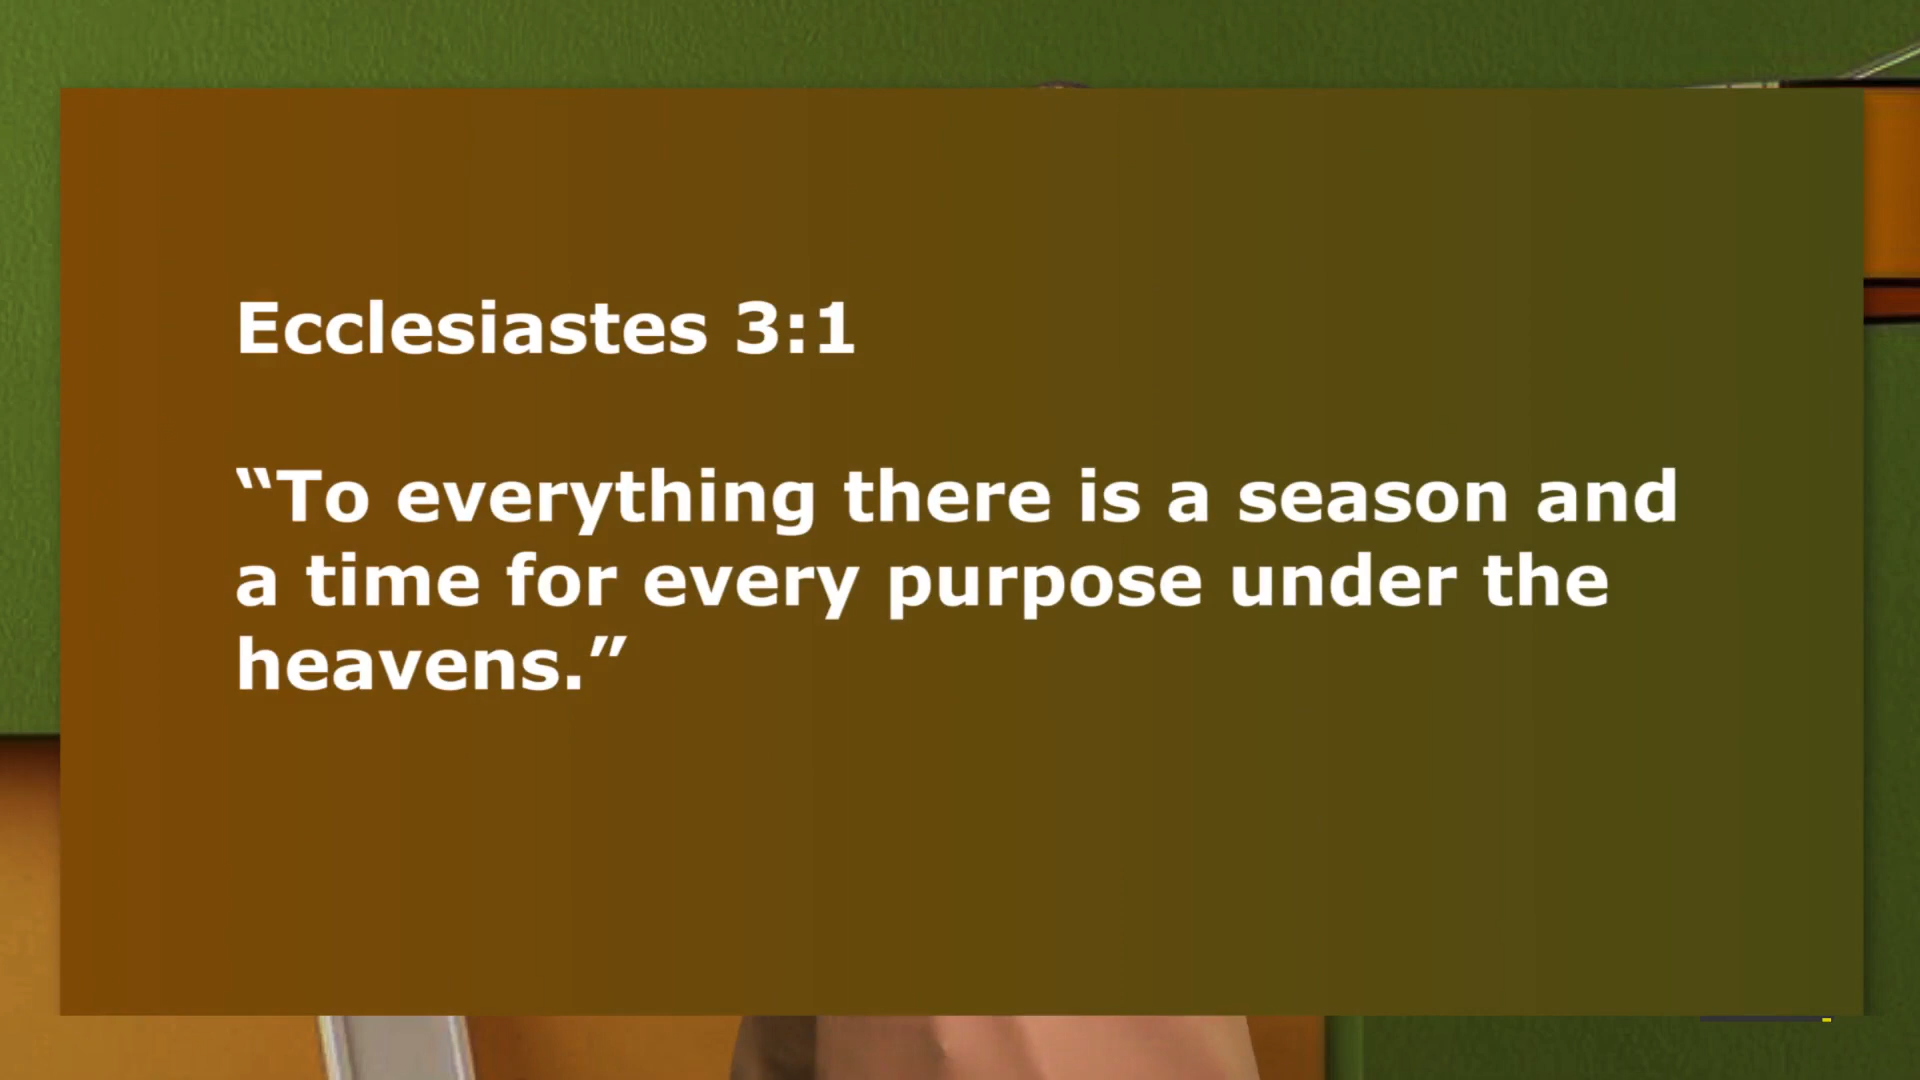 Ecclesiastes 3:1
“To everything there is a season and
a time for every purpose under the
heavens.”